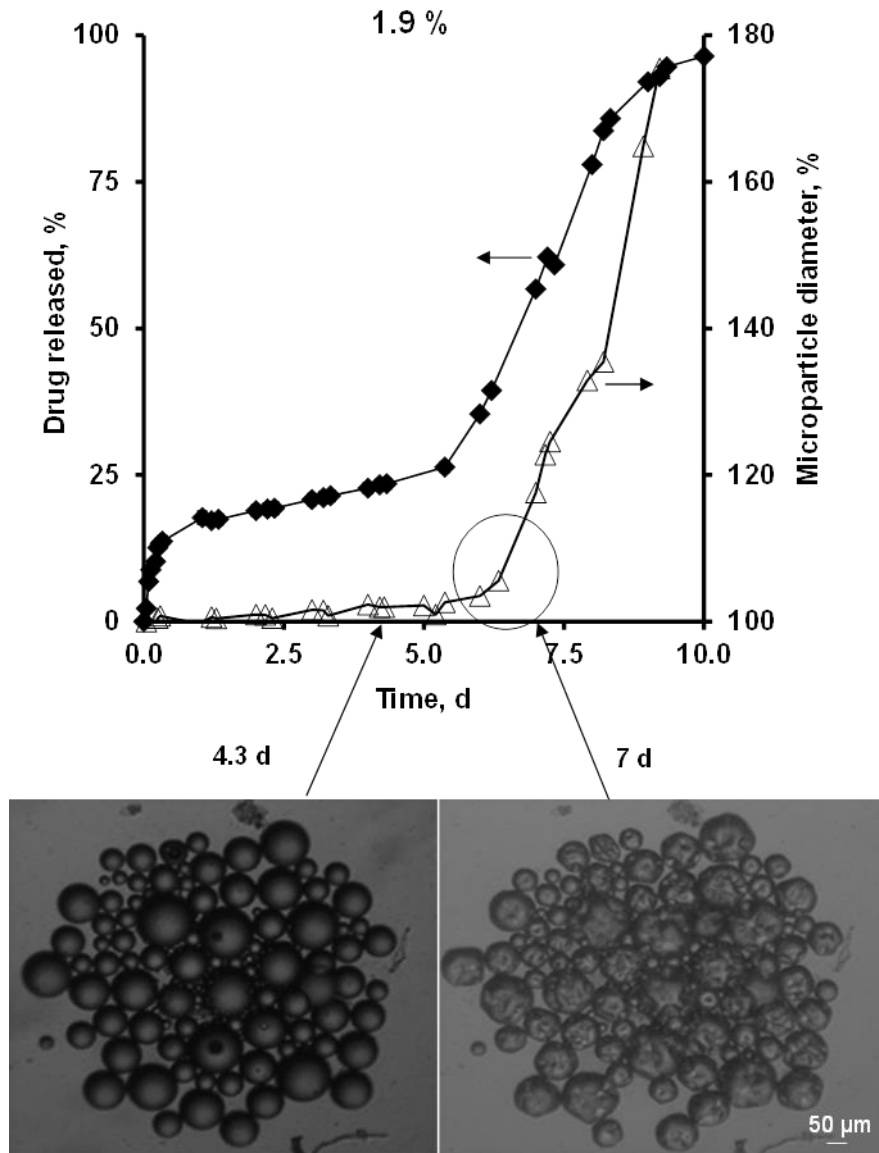 1.9 %
100
75
50
25
0
Drug released, %
180
160
140
120
100
Microparticle diameter, %
0.0 2.5 5.0 7.5 10.0
Time, d
4.3 d
7 d
50 µm